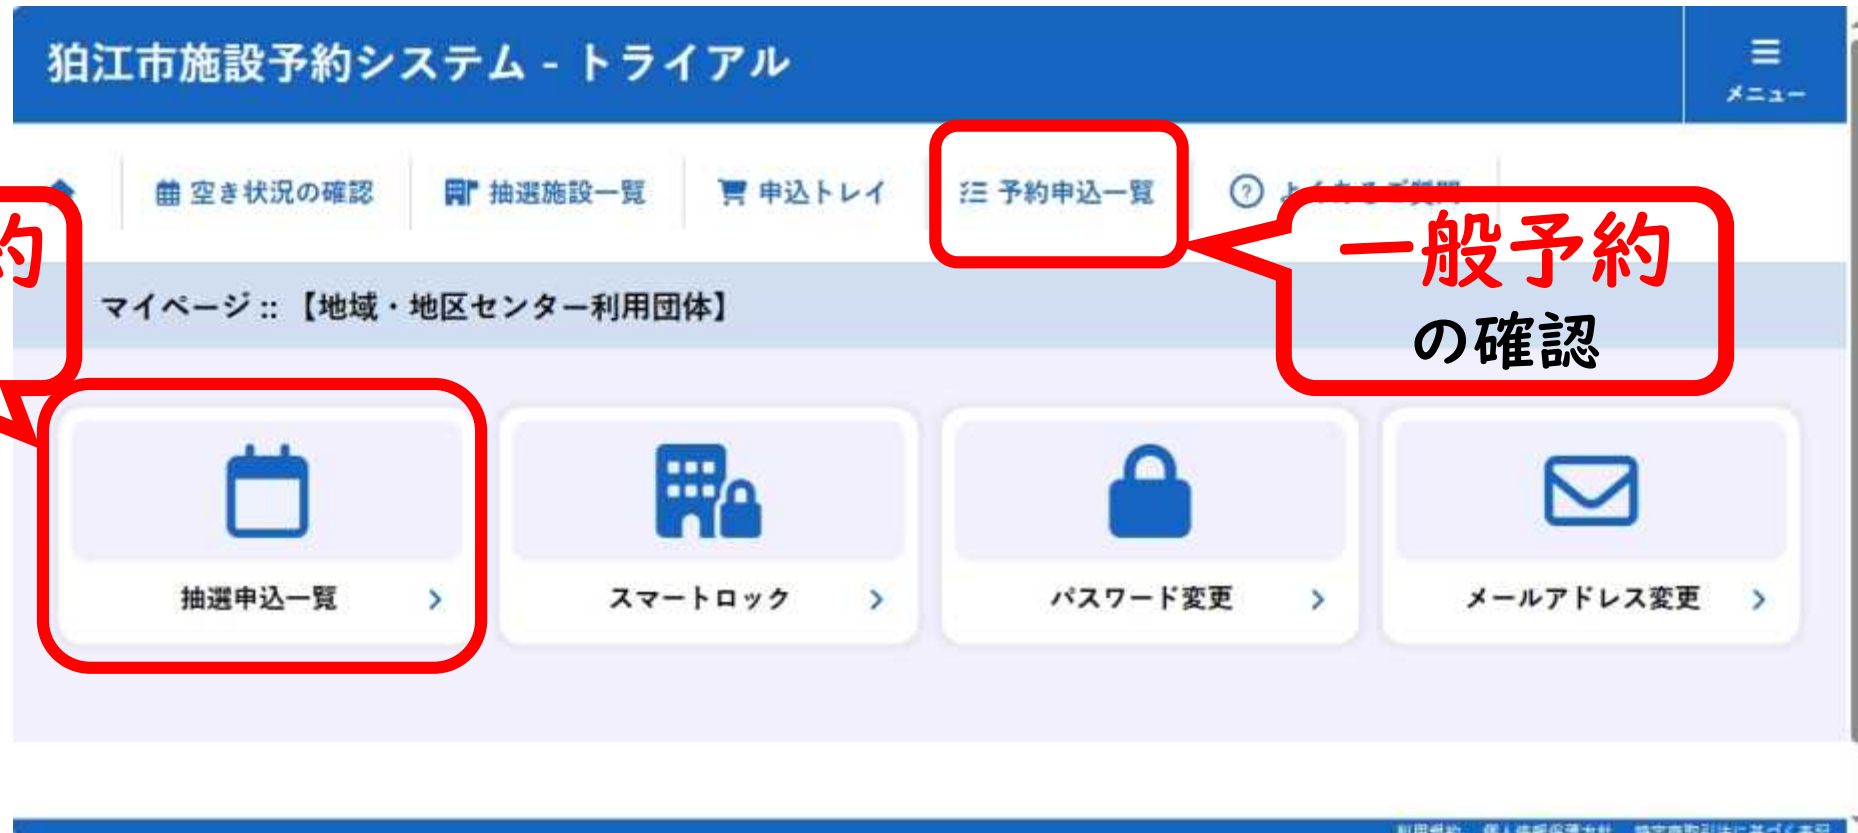 狛江市施設予約システム - トライアル
メニュー
空き状況の確認
抽選施設一覧
申込トレイ
予約申込一覧
約
一般予約
の確認
マイページ :: 【地域・地区センター利用団体】
抽選申込一覧
スマートロック
パスワード変更
メールアドレス変更